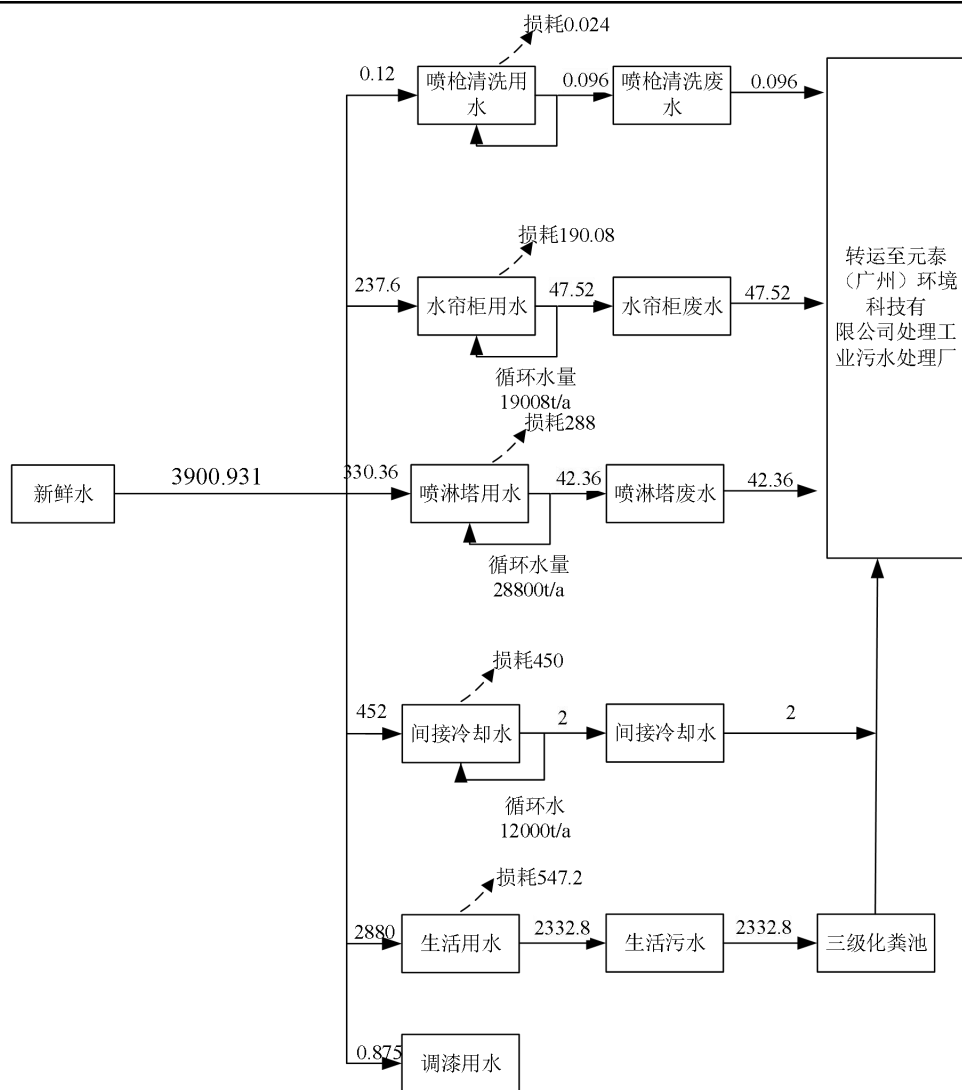 损耗0.024
0.12
喷枪清洗用
水
0.096
喷枪清洗废
水
0.096
损耗190.08
237.6
水帘柜用水
47.52
水帘柜废水
47.52
循环水量
19008t/a
转运至元泰
（广州）环境
科技有
限公司处理工
业污水处理厂
损耗288
新鲜水
3900.931
330.36
喷淋塔用水
42.36
喷淋塔废水
42.36
循环水量
28800t/a
损耗450
452
间接冷却水
2
间接冷却水
2
循环水
12000t/a
损耗547.2
2880
生活用水
2332.8
生活污水
2332.8
三级化粪池
0.875
调漆用水